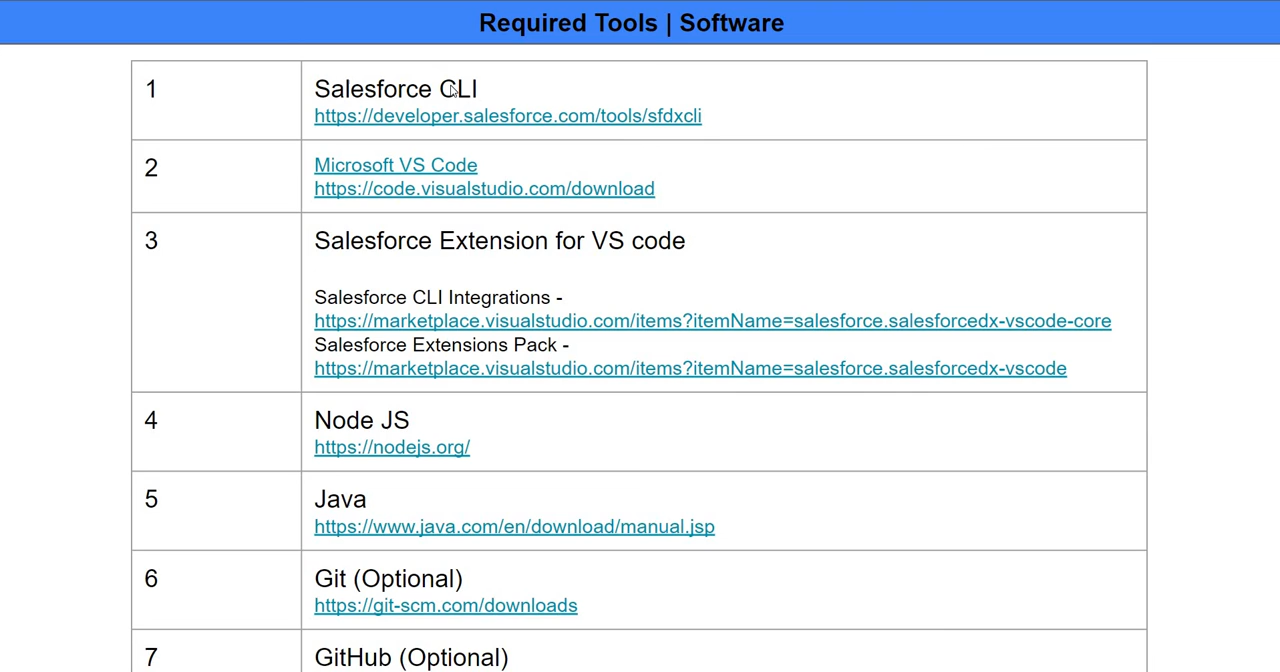 Required Tools | Software
1
Salesforce CLI
https://developer.salesforce.com/tools/sfdxcli
2
Microsoft VS Code
https://code.visualstudio.com/download
3
Salesforce Extension for VS code
Salesforce CLI Integrations -
https://marketplace.visualstudio.com/items?itemName=salesforce.salesforcedx-vscode-core
Salesforce Extensions Pack -
https://marketplace.visualstudio.com/items?itemName=salesforce.salesforcedx-vscode
4
Node JS
https://nodejs.org/
5
Java
https://www.java.com/en/download/manual.jsp
6
Git (Optional)
https://git-scm.com/downloads
7
GitHub (Optional)